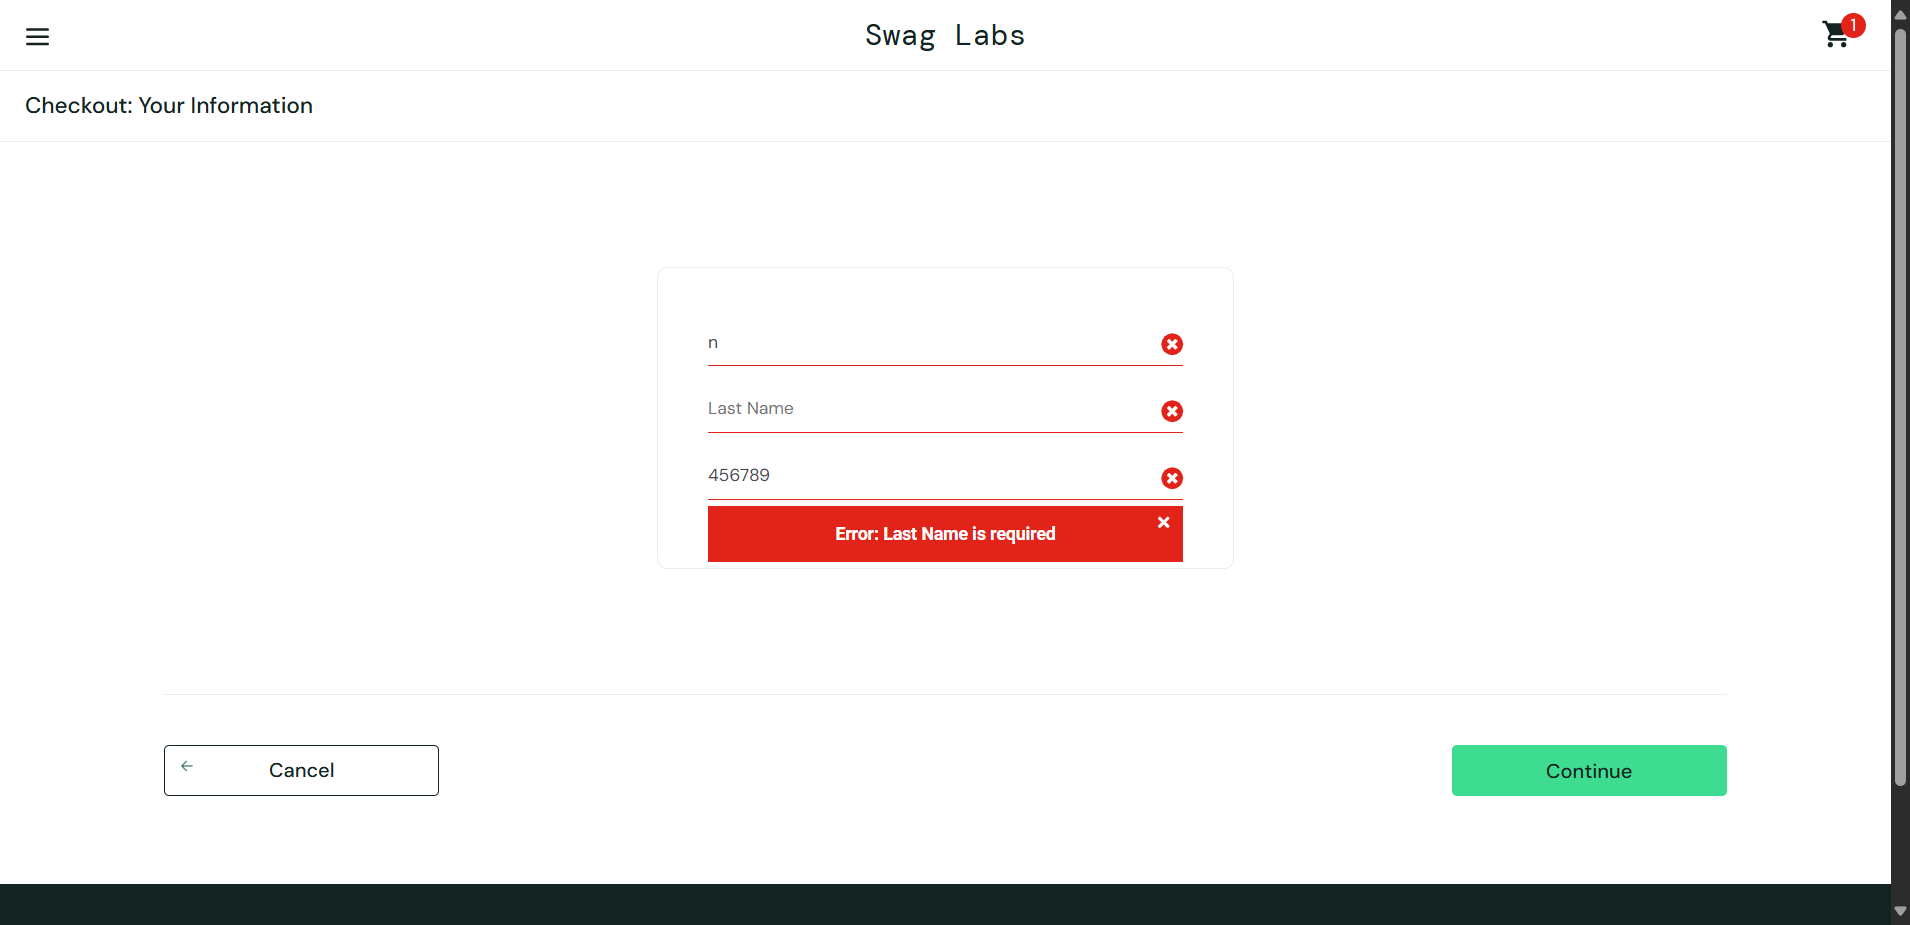 Swag Labs
1
Checkout: Your Information
n
Last Name
456789
Error: Last Name is required
Cancel
Continue